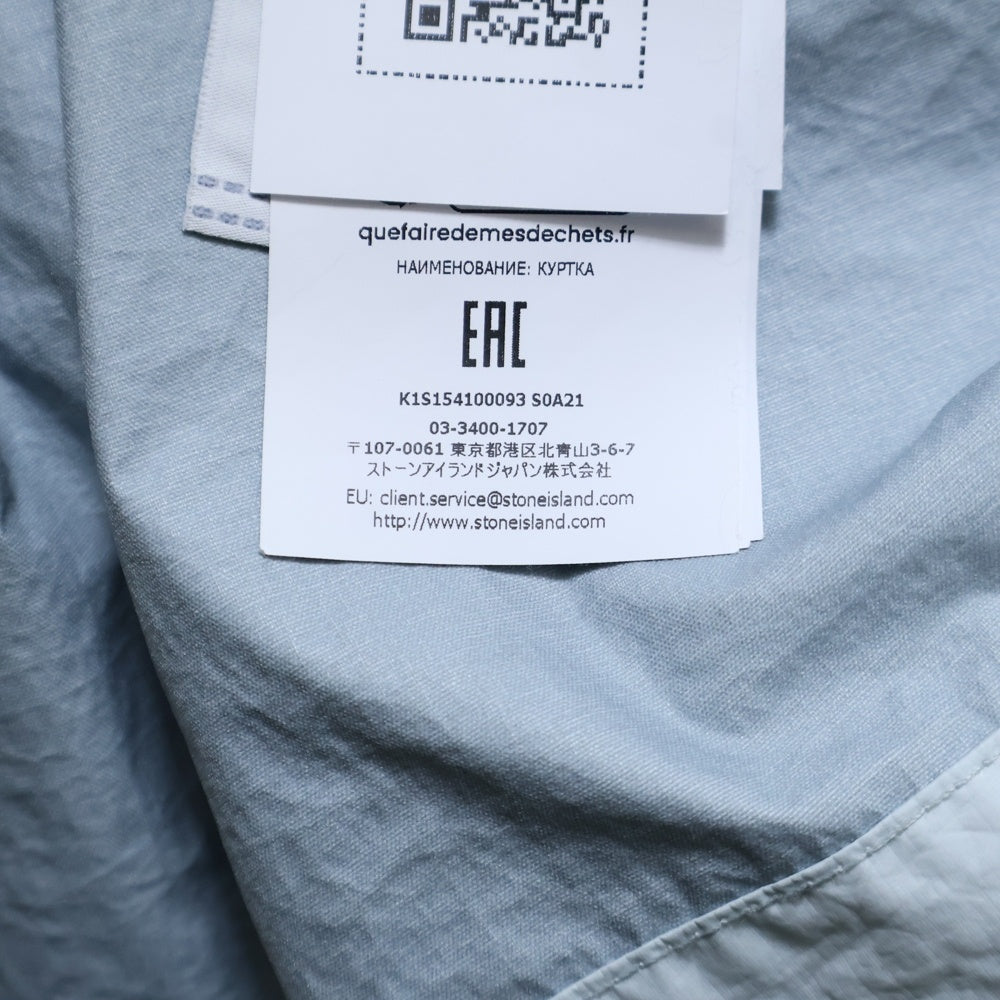 quefairedemesdechets.fr
НАИМЕНОВАНИЕ: КУРТКА
EAC
K1S154100093 S0A21
03-3400-1707
〒107-0061 東京都港区北青山3-6-7
ストーンアイランドジャパン株式会社
EU: client.service@stoneisland.com
http://www.stoneisland.com